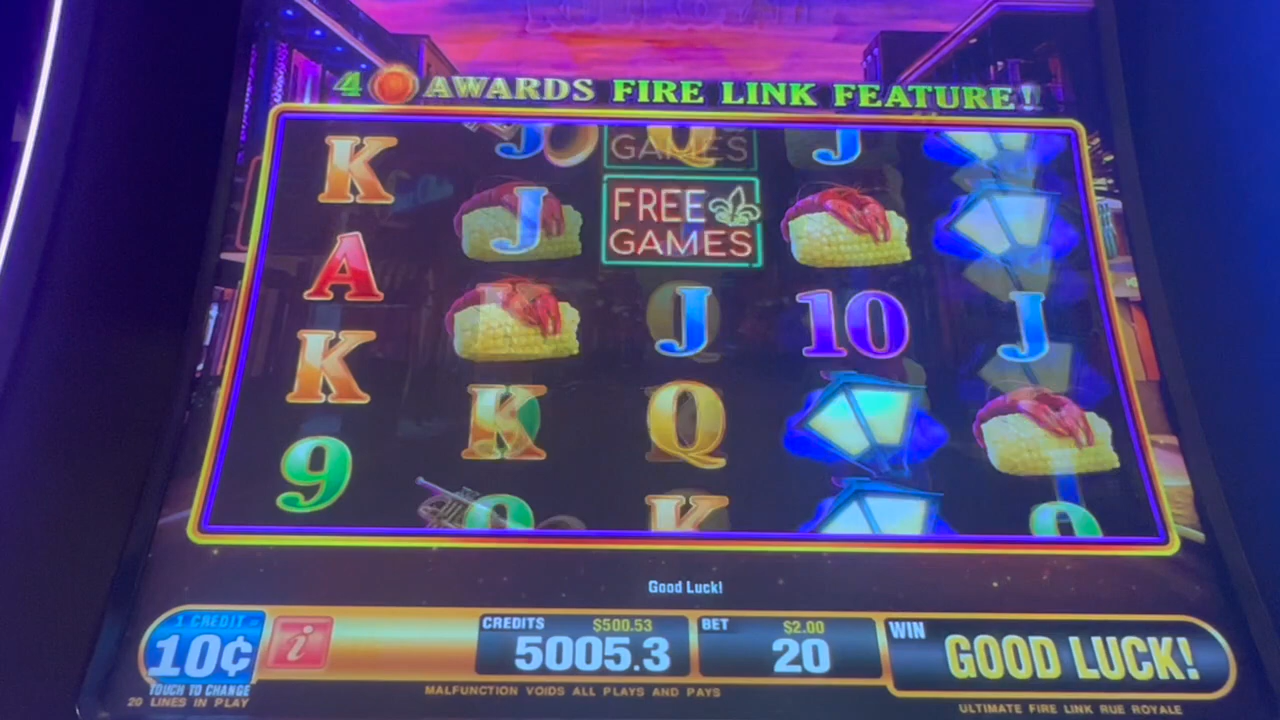 4 AWARDS FIRE LINK FEATURE!!
K J Q J
GAMES
J FREE
GAMES
A
J 10 J
K
K Q
9
K
Good Luck!
1 CREDIT =
10¢
TOUCH TO CHANGE
20 LINES IN PLAY
i
CREDITS $500.53
5005.3
BET $2.00
20
WIN GOOD LUCK!
MALFUNCTION VOIDS ALL PLAYS AND PAYS
ULTIMATE FIRE LINK RUE ROYALE